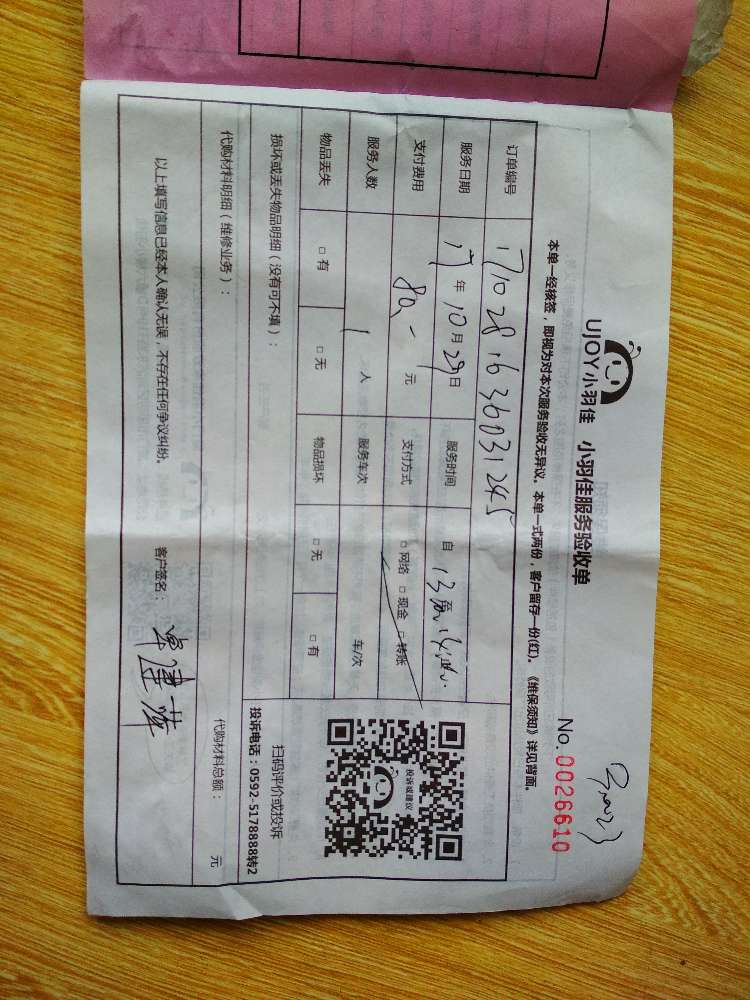 UJOY小羽佳 小羽佳服务验收单
No.0026610
本单一经核签，即视为对本次服务验收无异议。本单一式两份，客户留存一份(红)。《维保须知》详见背面。
订单编号 1710281636031245
服务日期 17年10月29日 服务时间 自 至
支付费用 80 元 支付方式 □网络 □现金 □转账
服务人数 1 人 服务车次 车/次
物品丢失 □有 □无 物品损坏 □无 □有
投诉或建议
扫码评价或投诉
投诉电话：0592-5178888转2
损坏或丢失物品明细（没有可不填）：
代购材料明细（维修业务）： 代购材料总额： 元
以上填写信息已经本人确认无误，不存在任何争议纠纷。 客户签名：